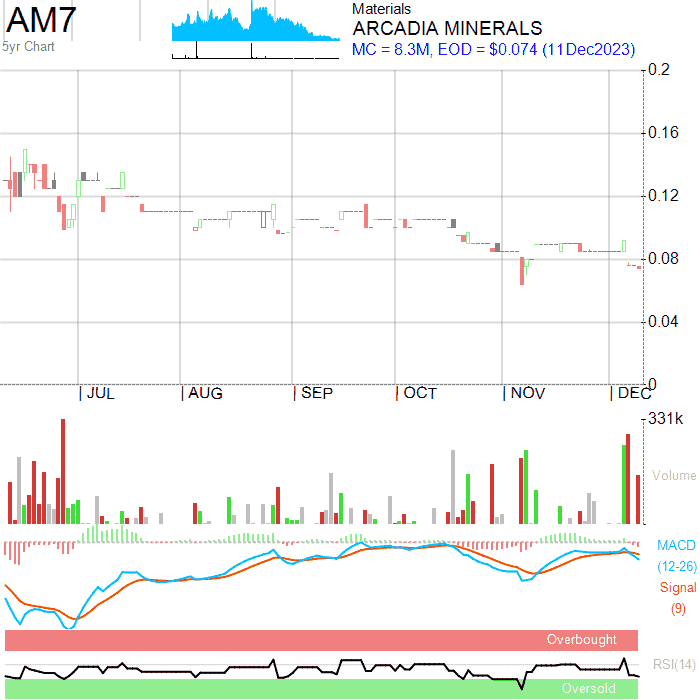 AM7
5yr Chart
Materials
ARCADIA MINERALS
MC = 8.3M, EOD = $0.074 (11Dec2023)
0.2
0.16
0.12
0.08
0.04
0
JUL AUG SEP OCT NOV DEC
331k
Volume
MACD
(12-26)
Signal
(9)
Overbought
RSI(14)
Oversold